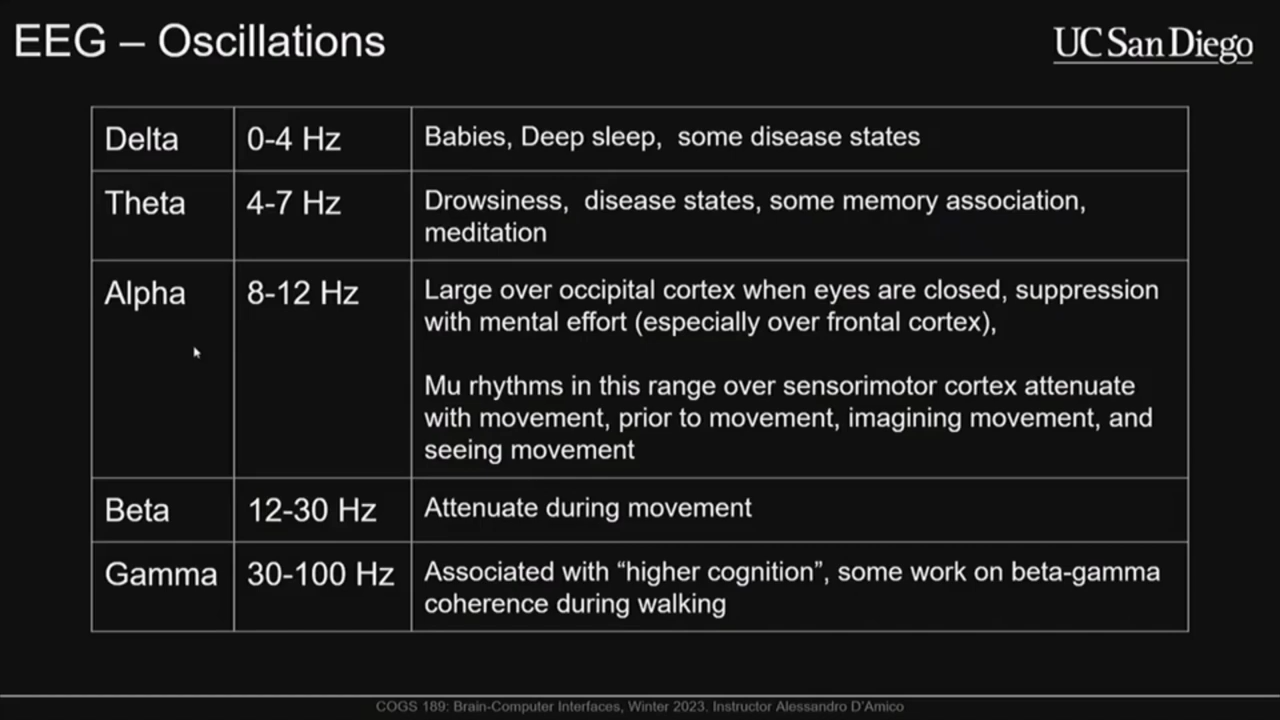 EEG – Oscillations
UC San Diego
Delta
0-4 Hz
Babies, Deep sleep,  some disease states
Theta
4-7 Hz
Drowsiness,  disease states, some memory association,
meditation
Alpha
8-12 Hz
Large over occipital cortex when eyes are closed, suppression
with mental effort (especially over frontal cortex),
Mu rhythms in this range over sensorimotor cortex attenuate
with movement, prior to movement, imagining movement, and
seeing movement
Beta
12-30 Hz
Attenuate during movement
Gamma
30-100 Hz
Associated with “higher cognition”, some work on beta-gamma
coherence during walking
COGS 189: Brain-Computer Interfaces, Winter 2023. Instructor Alessandro D'Amico